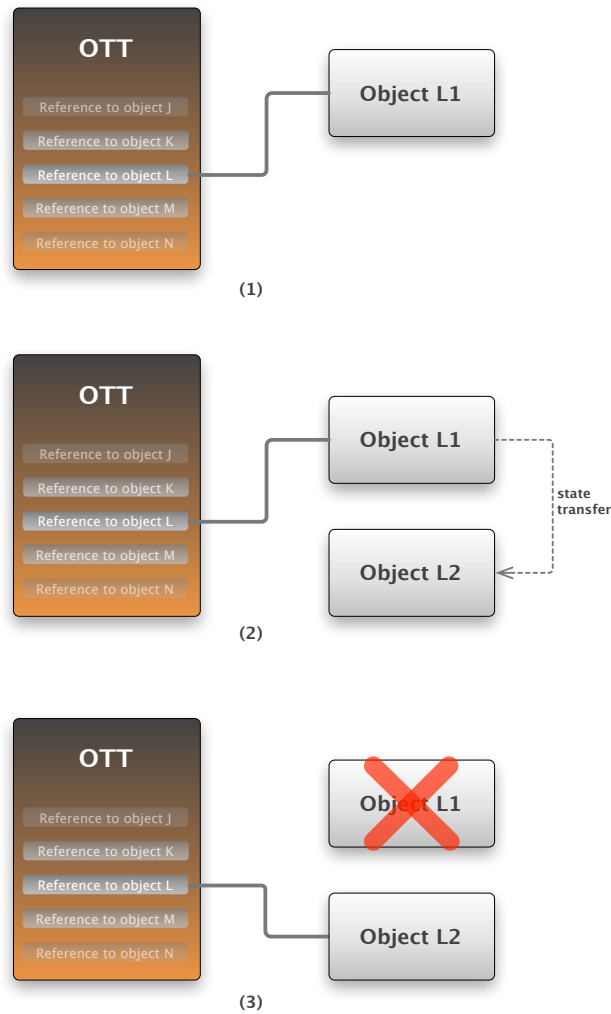 OTT
Reference to object J
Reference to object K
Reference to object L
Reference to object M
Reference to object N
Object L1
(1)
OTT
Reference to object J
Reference to object K
Reference to object L
Reference to object M
Reference to object N
Object L1
state
transfer
Object L2
(2)
OTT
Reference to object J
Reference to object K
Reference to object L
Reference to object M
Reference to object N
Object L1
Object L2
(3)